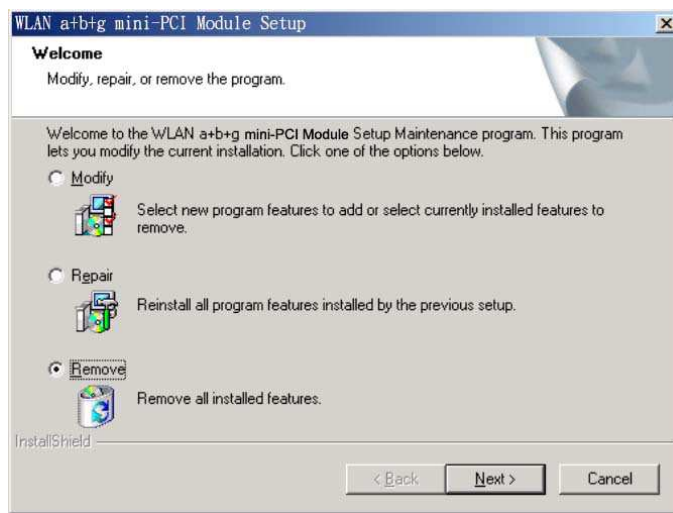 WLAN a+b+g mini-PCI Module Setup
Welcome
Modify, repair, or remove the program.
Welcome to the WLAN a+b+g mini-PCI Module Setup Maintenance program. This program
lets you modify the current installation. Click one of the options below.
Modify
Select new program features to add or select currently installed features to
remove.
Repair
Reinstall all program features installed by the previous setup.
Remove
Remove all installed features.
InstallShield
< Back Next > Cancel